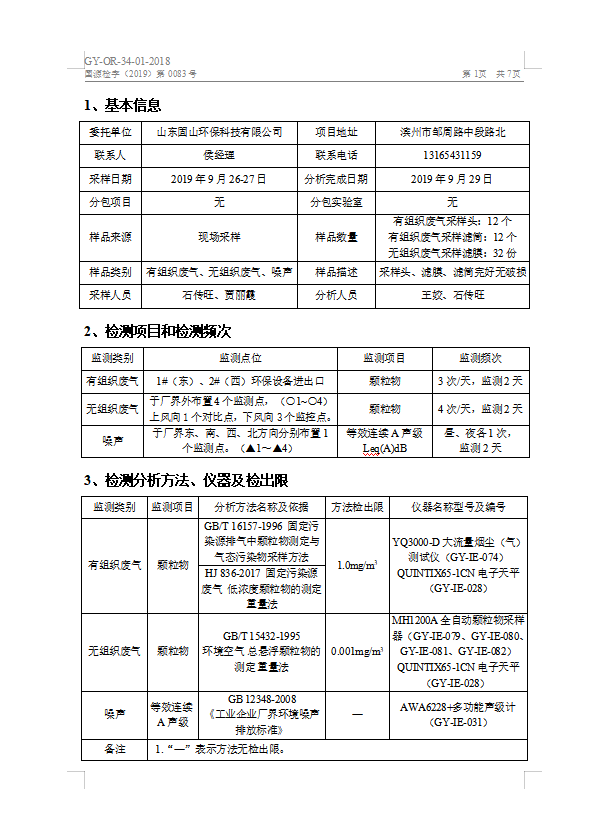 GY-OR-34-01-2018
国源检字（2019）第 0083 号 第 1页 共 7页
1、基本信息
委托单位 山东固山环保科技有限公司 项目地址 滨州市邹周路中段路北
联系人 侯经理 联系电话 13165431159
采样日期 2019 年 9 月 26-27 日 分析完成日期 2019 年 9 月 29 日
分包项目 无 分包实验室 无
样品来源 现场采样 样品数量 有组织废气采样头：12 个
有组织废气采样滤筒：12 个
无组织废气采样滤膜：32 份
样品类别 有组织废气、无组织废气、噪声 样品描述 采样头、滤膜、滤筒完好无破损
采样人员 石传旺、贾丽霞 分析人员 王姣、石传旺
2、检测项目和检测频次
监测类别 监测点位 监测项目 监测频次
有组织废气 1#（东）、2#（西）环保设备进出口 颗粒物 3 次/天，监测 2 天
无组织废气 于厂界外布置 4 个监测点，（○1~○4）
上风向 1 个对比点，下风向 3 个监控点。 颗粒物 4 次/天，监测 2 天
噪声 于厂界东、南、西、北方向分别布置 1
个监测点。（▲1～▲4） 等效连续 A 声级
Leq(A)dB 昼、夜各 1 次，
监测 2 天
3、检测分析方法、仪器及检出限
监测类别 监测项目 分析方法名称及依据 方法检出限 仪器名称型号及编号
有组织废气 颗粒物 GB/T 16157-1996 固定污
染源排气中颗粒物测定与
气态污染物采样方法
HJ 836-2017 固定污染源
废气 低浓度颗粒物的测定
重量法 1.0mg/m³ YQ3000-D 大流量烟尘（气）
测试仪（GY-IE-074）
QUINTIX65-1CN 电子天平
（GY-IE-028）
无组织废气 颗粒物 GB/T 15432-1995
环境空气 总悬浮颗粒物的
测定 重量法 0.001mg/m³ MH1200A 全自动颗粒物采样
器（GY-IE-079、GY-IE-080、
GY-IE-081、GY-IE-082）
QUINTIX65-1CN 电子天平
（GY-IE-028）
噪声 等效连续
A 声级 GB 12348-2008
《工业企业厂界环境噪声
排放标准》 — AWA6228+多功能声级计
（GY-IE-031）
备注 1. “—” 表示方法无检出限。